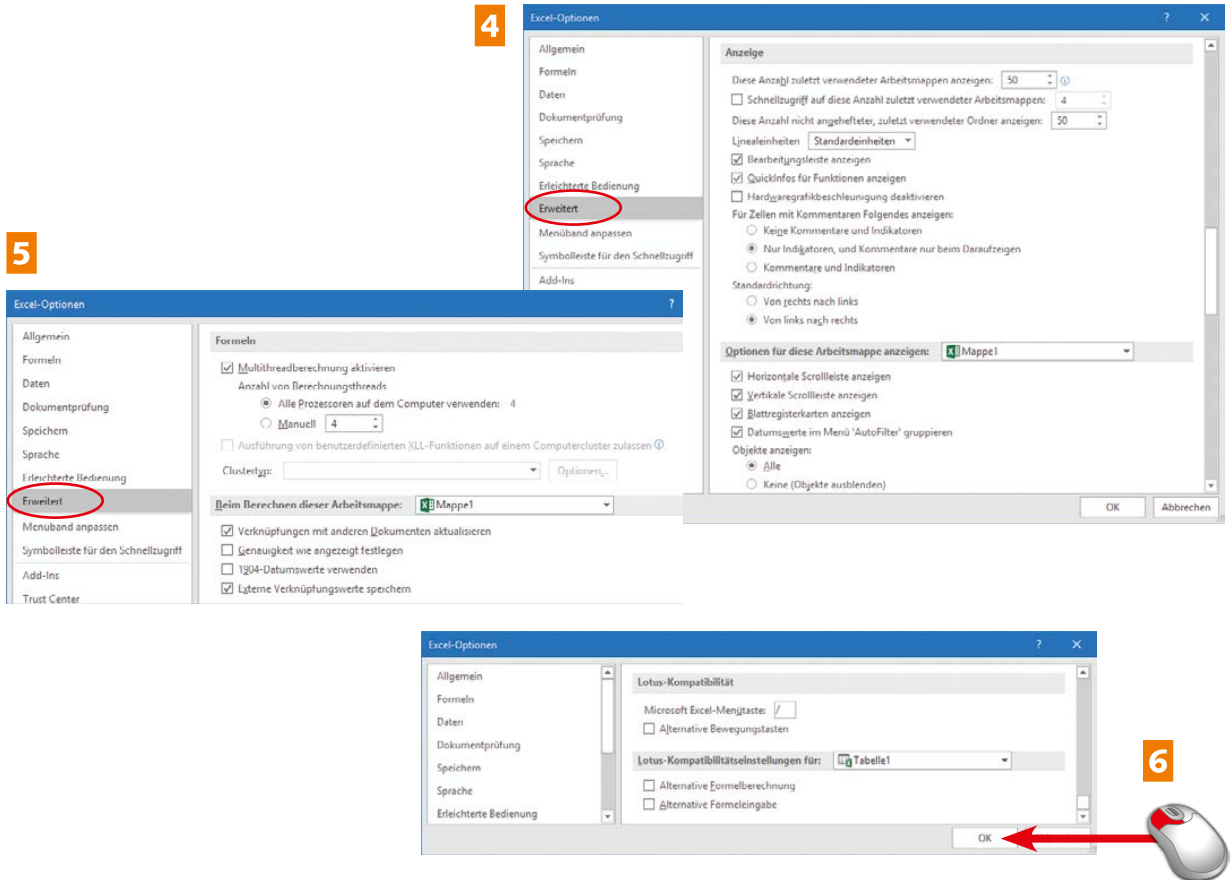 4
Excel-Optionen ? ✕
Allgemein
Formeln
Daten
Dokumentprüfung
Speichern
Sprache
Erleichterte Bedienung
Erweitert
Menüband anpassen
Symbolleiste für den Schnellzugriff
Add-Ins
Anzeige
Diese Anzahl zuletzt verwendeter Arbeitsmappen anzeigen: 50
Schnellzugriff auf diese Anzahl zuletzt verwendeter Arbeitsmappen: 4
Diese Anzahl nicht angehefteter, zuletzt verwendeter Ordner anzeigen: 50
Linealeinheiten Standardeinheiten
Bearbeitungsleiste anzeigen
QuickInfos für Funktionen anzeigen
Hardwaregrafikbeschleunigung deaktivieren
Für Zellen mit Kommentaren Folgendes anzeigen:
Keine Kommentare und Indikatoren
Nur Indikatoren, und Kommentare nur beim Daraufzeigen
Kommentare und Indikatoren
Standardrichtung:
Von rechts nach links
Von links nach rechts
Optionen für diese Arbeitsmappe anzeigen: Mappe1
Horizontale Scrollleiste anzeigen
Vertikale Scrollleiste anzeigen
Blattregisterkarten anzeigen
Datumswerte im Menü 'AutoFilter' gruppieren
Objekte anzeigen:
Alle
Keine (Objekte ausblenden)
OK Abbrechen
5
Excel-Optionen ?
Allgemein
Formeln
Daten
Dokumentprüfung
Speichern
Sprache
Erleichterte Bedienung
Erweitert
Menüband anpassen
Symbolleiste für den Schnellzugriff
Add-Ins
Trust Center
Formeln
Multithreadberechnung aktivieren
Anzahl von Berechnungsthreads
Alle Prozessoren auf dem Computer verwenden: 4
Manuell 4
Ausführung von benutzerdefinierten XLL-Funktionen auf einem Computercluster zulassen
Clustertyp: Optionen...
Beim Berechnen dieser Arbeitsmappe: Mappe1
Verknüpfungen mit anderen Dokumenten aktualisieren
Genauigkeit wie angezeigt festlegen
1904-Datumswerte verwenden
Externe Verknüpfungswerte speichern
Excel-Optionen ? ✕
Allgemein
Formeln
Daten
Dokumentprüfung
Speichern
Sprache
Erleichterte Bedienung
Lotus-Kompatibilität
Microsoft Excel-Menütaste: /
Alternative Bewegungstasten
Lotus-Kompatibilitätseinstellungen für: Tabelle1
Alternative Formelberechnung
Alternative Formeleingabe
OK
6